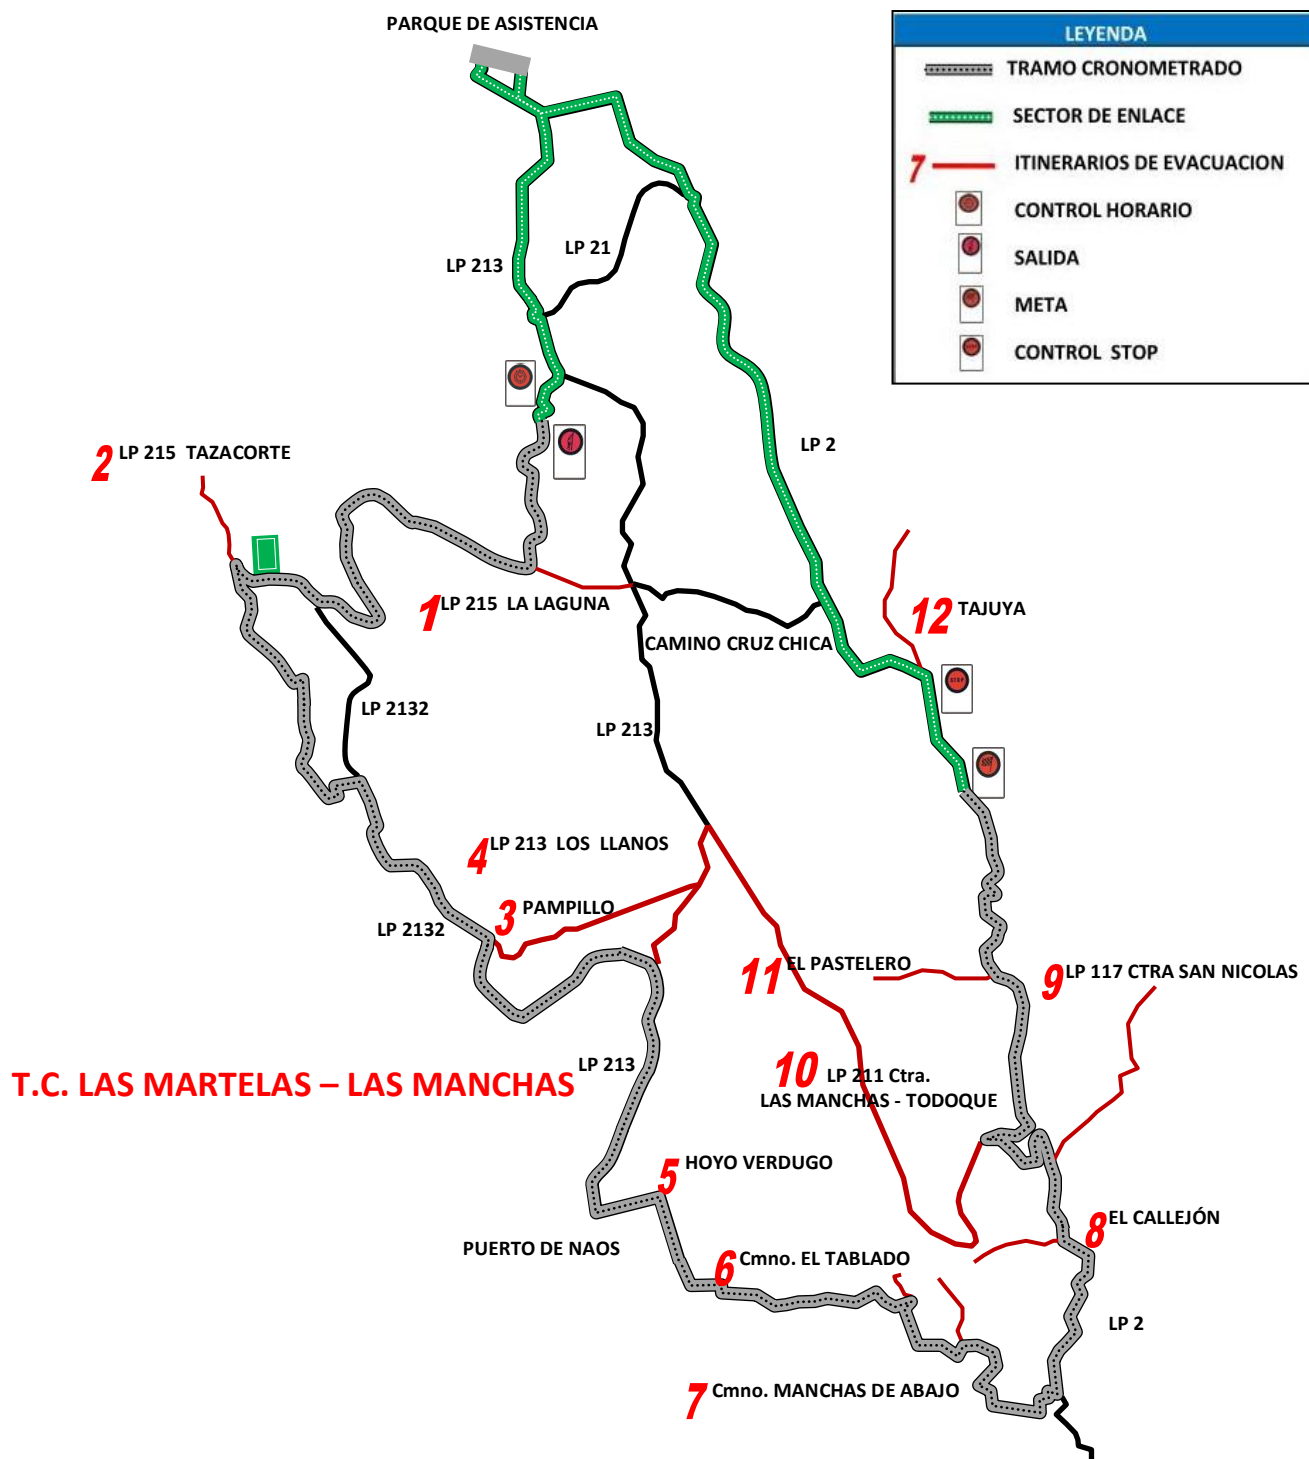 PARQUE DE ASISTENCIA
LEYENDA
TRAMO CRONOMETRADO
SECTOR DE ENLACE
7 ITINERARIOS DE EVACUACION
CONTROL HORARIO
SALIDA
META
CONTROL STOP
LP 21
LP 213
LP 2
2 LP 215 TAZACORTE
1 LP 215 LA LAGUNA
12 TAJUYA
CAMINO CRUZ CHICA
STOP
LP 2132
LP 213
4 LP 213 LOS LLANOS
3 PAMPILLO
LP 2132
11 EL PASTELERO
9 LP 117 CTRA SAN NICOLAS
LP 213
T.C. LAS MARTELAS – LAS MANCHAS
10 LP 211 Ctra.
LAS MANCHAS - TODOQUE
5 HOYO VERDUGO
8 EL CALLEJÓN
PUERTO DE NAOS
6 Cmno. EL TABLADO
LP 2
7 Cmno. MANCHAS DE ABAJO